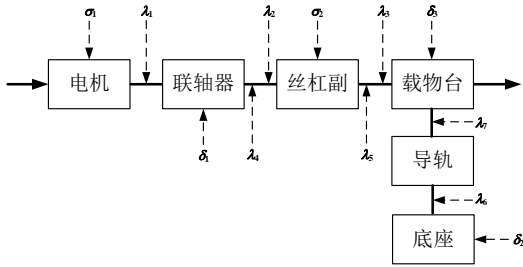 σ₁ λ₁ λ₂ σ₂ λ₃ δ₃
电机 联轴器 丝杠副 载物台
δ₁ λ₄ λ₅ λ₇
导轨
λ₆
底座 δ₂